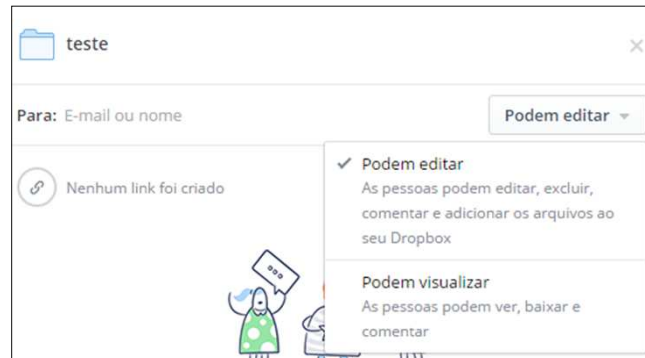 teste
Para: E-mail ou nome
Podem editar
Nenhum link foi criado
Podem editar
As pessoas podem editar, excluir,
comentar e adicionar os arquivos ao
seu Dropbox
Podem visualizar
As pessoas podem ver, baixar e
comentar